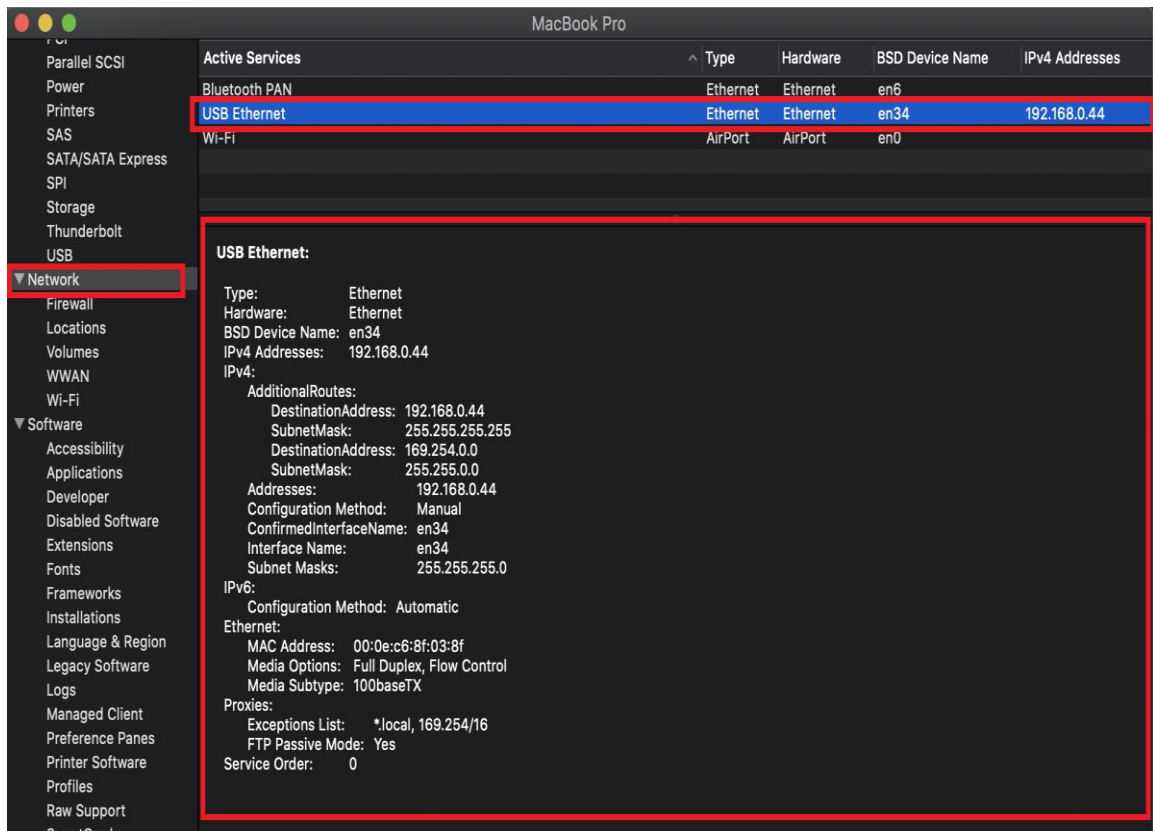 MacBook Pro
PCI
Parallel SCSI
Power
Printers
SAS
SATA/SATA Express
SPI
Storage
Thunderbolt
USB
Network
Firewall
Locations
Volumes
WWAN
Wi-Fi
Software
Accessibility
Applications
Developer
Disabled Software
Extensions
Fonts
Frameworks
Installations
Language & Region
Legacy Software
Logs
Managed Client
Preference Panes
Printer Software
Profiles
Raw Support
Active Services Type Hardware BSD Device Name IPv4 Addresses
Bluetooth PAN Ethernet Ethernet en6
USB Ethernet Ethernet Ethernet en34 192.168.0.44
Wi-Fi AirPort AirPort en0
USB Ethernet:
Type: Ethernet
Hardware: Ethernet
BSD Device Name: en34
IPv4 Addresses: 192.168.0.44
IPv4:
AdditionalRoutes:
DestinationAddress: 192.168.0.44
SubnetMask: 255.255.255.255
DestinationAddress: 169.254.0.0
SubnetMask: 255.255.0.0
Addresses: 192.168.0.44
Configuration Method: Manual
ConfirmedInterfaceName: en34
Interface Name: en34
Subnet Masks: 255.255.255.0
IPv6:
Configuration Method: Automatic
Ethernet:
MAC Address: 00:0e:c6:8f:03:8f
Media Options: Full Duplex, Flow Control
Media Subtype: 100baseTX
Proxies:
Exceptions List: *.local, 169.254/16
FTP Passive Mode: Yes
Service Order: 0